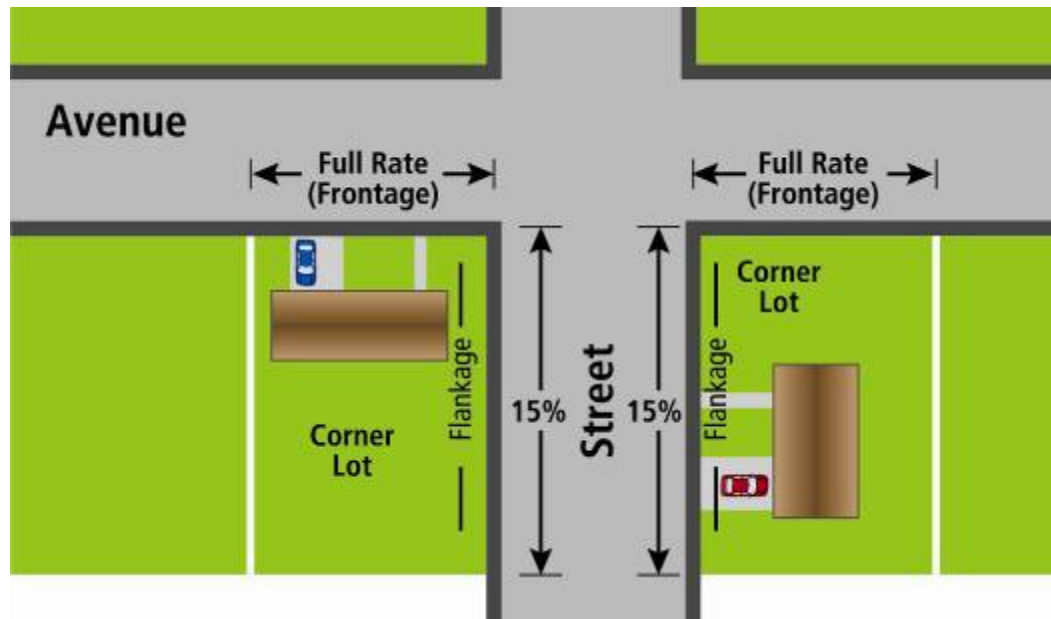 Avenue
Full Rate
(Frontage)
Full Rate
(Frontage)
Corner
Lot
Flankage
15%
Street
15%
Flankage
Corner
Lot